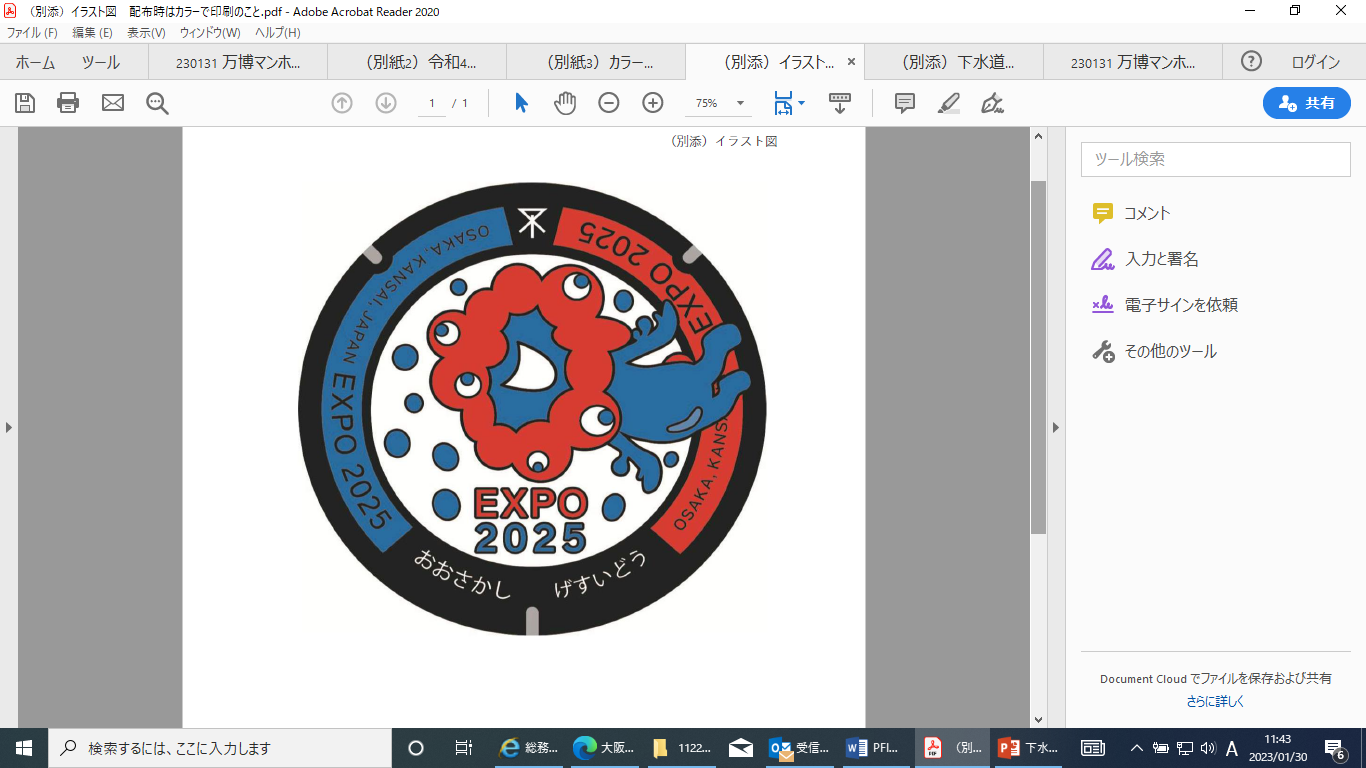 （別添）イラスト図　配布時はカラーで印刷のこと.pdf - Adobe Acrobat Reader 2020
ファイル (F) 編集 (E) 表示(V) ウィンドウ(W) ヘルプ(H)
ホーム ツール 230131 万博マンホ... （別紙2）令和4... （別紙3）カラー... （別添）イラスト... × （別添）下水道... 230131 万博マンホ... ? ログイン
1 / 1 75% 共有
（別添）イラスト図
OSAKA, KANSAI, JAPAN EXPO 2025
EXPO 2025
OSAKA, KANS
EXPO
2025
おおさかし げすいどう
ツール検索
コメント
入力と署名
電子サインを依頼
その他のツール
Document Cloud でファイルを保存および共有
さらに詳しく
検索するには、ここに入力します 総務... 大阪... 1122... 受信... PFI... （別... 下水... A 11:43
2023/01/30 6